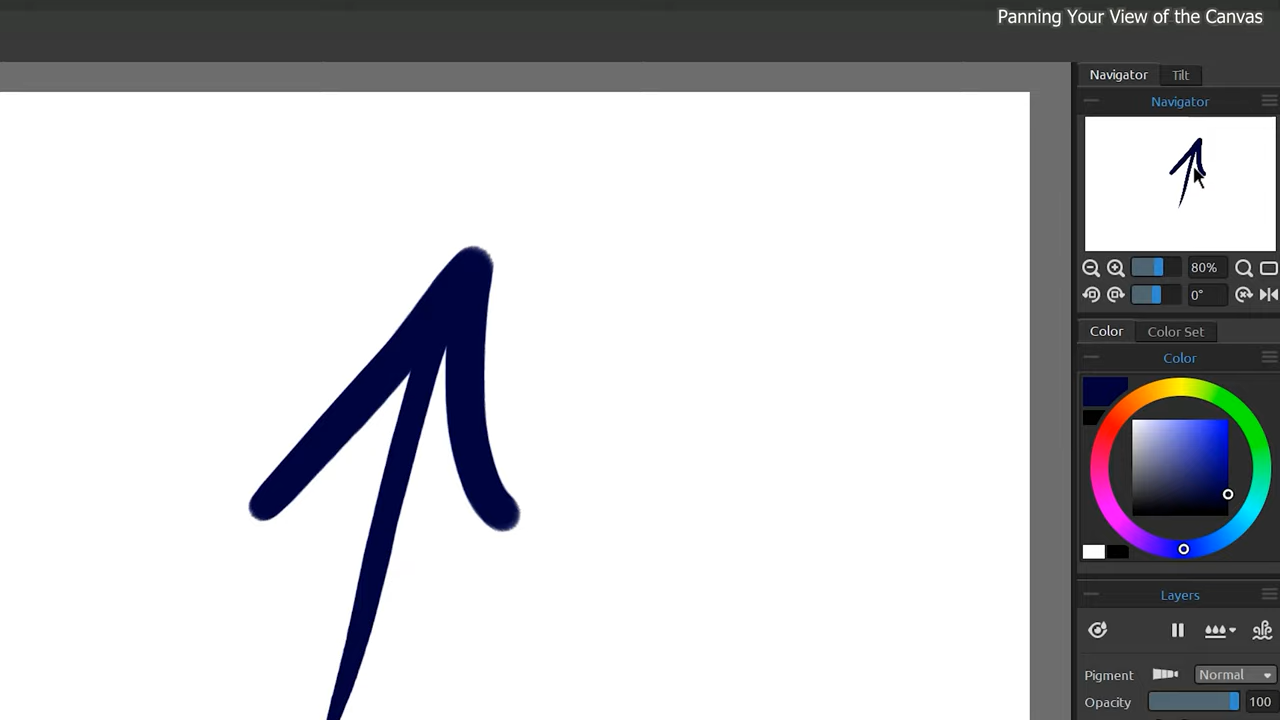 Panning Your View of the Canvas
Navigator Tilt
Navigator
80%
0°
Color Color Set
Color
Layers
Pigment Normal
Opacity 100